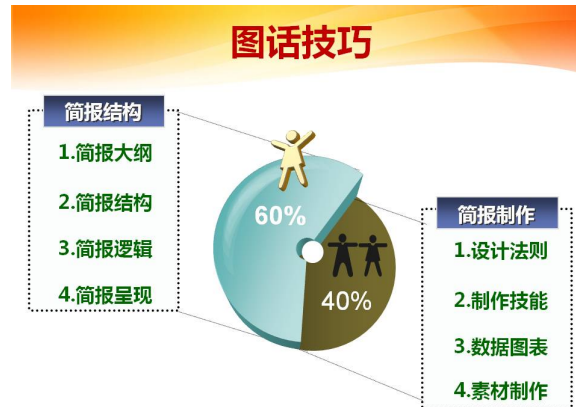 图话技巧
简报结构
1.简报大纲
2.简报结构
3.简报逻辑
4.简报呈现
60%
40%
简报制作
1.设计法则
2.制作技能
3.数据图表
4.素材制作